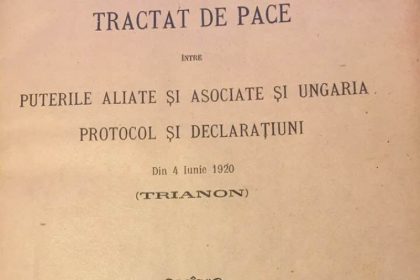 TRACTAT DE PACE
ÎNTRE
PUTERILE ALIATE ȘI ASOCIATE ȘI UNGARIA
PROTOCOL ȘI DECLARAȚIUNI
Din 4 Iunie 1920
(TRIANON)